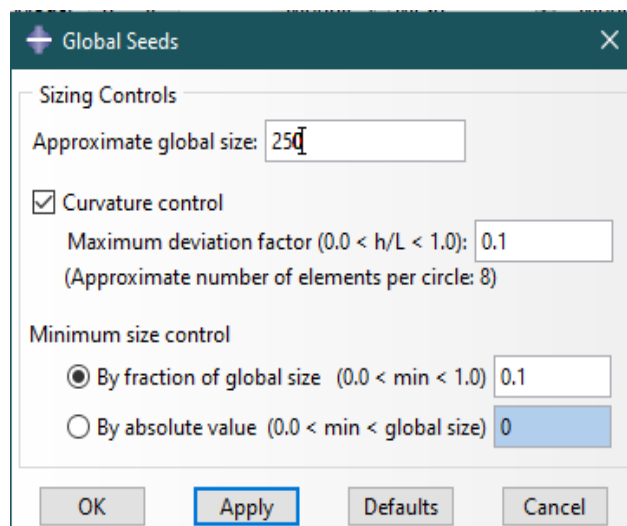 Global Seeds
Sizing Controls
Approximate global size: 250
Curvature control
Maximum deviation factor (0.0 < h/L < 1.0): 0.1
(Approximate number of elements per circle: 8)
Minimum size control
By fraction of global size (0.0 < min < 1.0) 0.1
By absolute value (0.0 < min < global size) 0
OK Apply Defaults Cancel